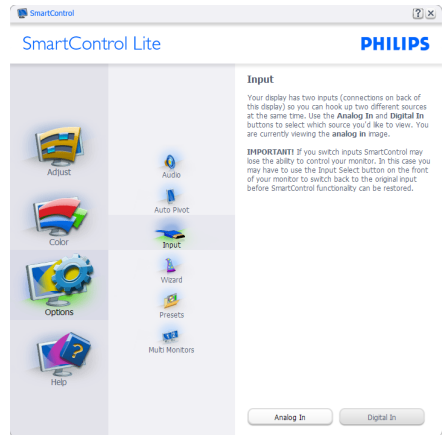 SmartControl
SmartControl Lite
PHILIPS
Adjust
Color
Options
Help
Audio
Auto Pivot
Input
Wizard
Presets
Multi Monitors
Input
Your display has two inputs (connections on back of
this display) so you can hook up two different sources
at the same time. Use the Analog In and Digital In
buttons to select which source you'd like to view. You
are currently viewing the analog in image.
IMPORTANT! If you switch inputs SmartControl may
lose the ability to control your monitor. In this case you
may have to use the Input Select button on the front
of your monitor to switch back to the original input
before SmartControl functionality can be restored.
Analog In
Digital In